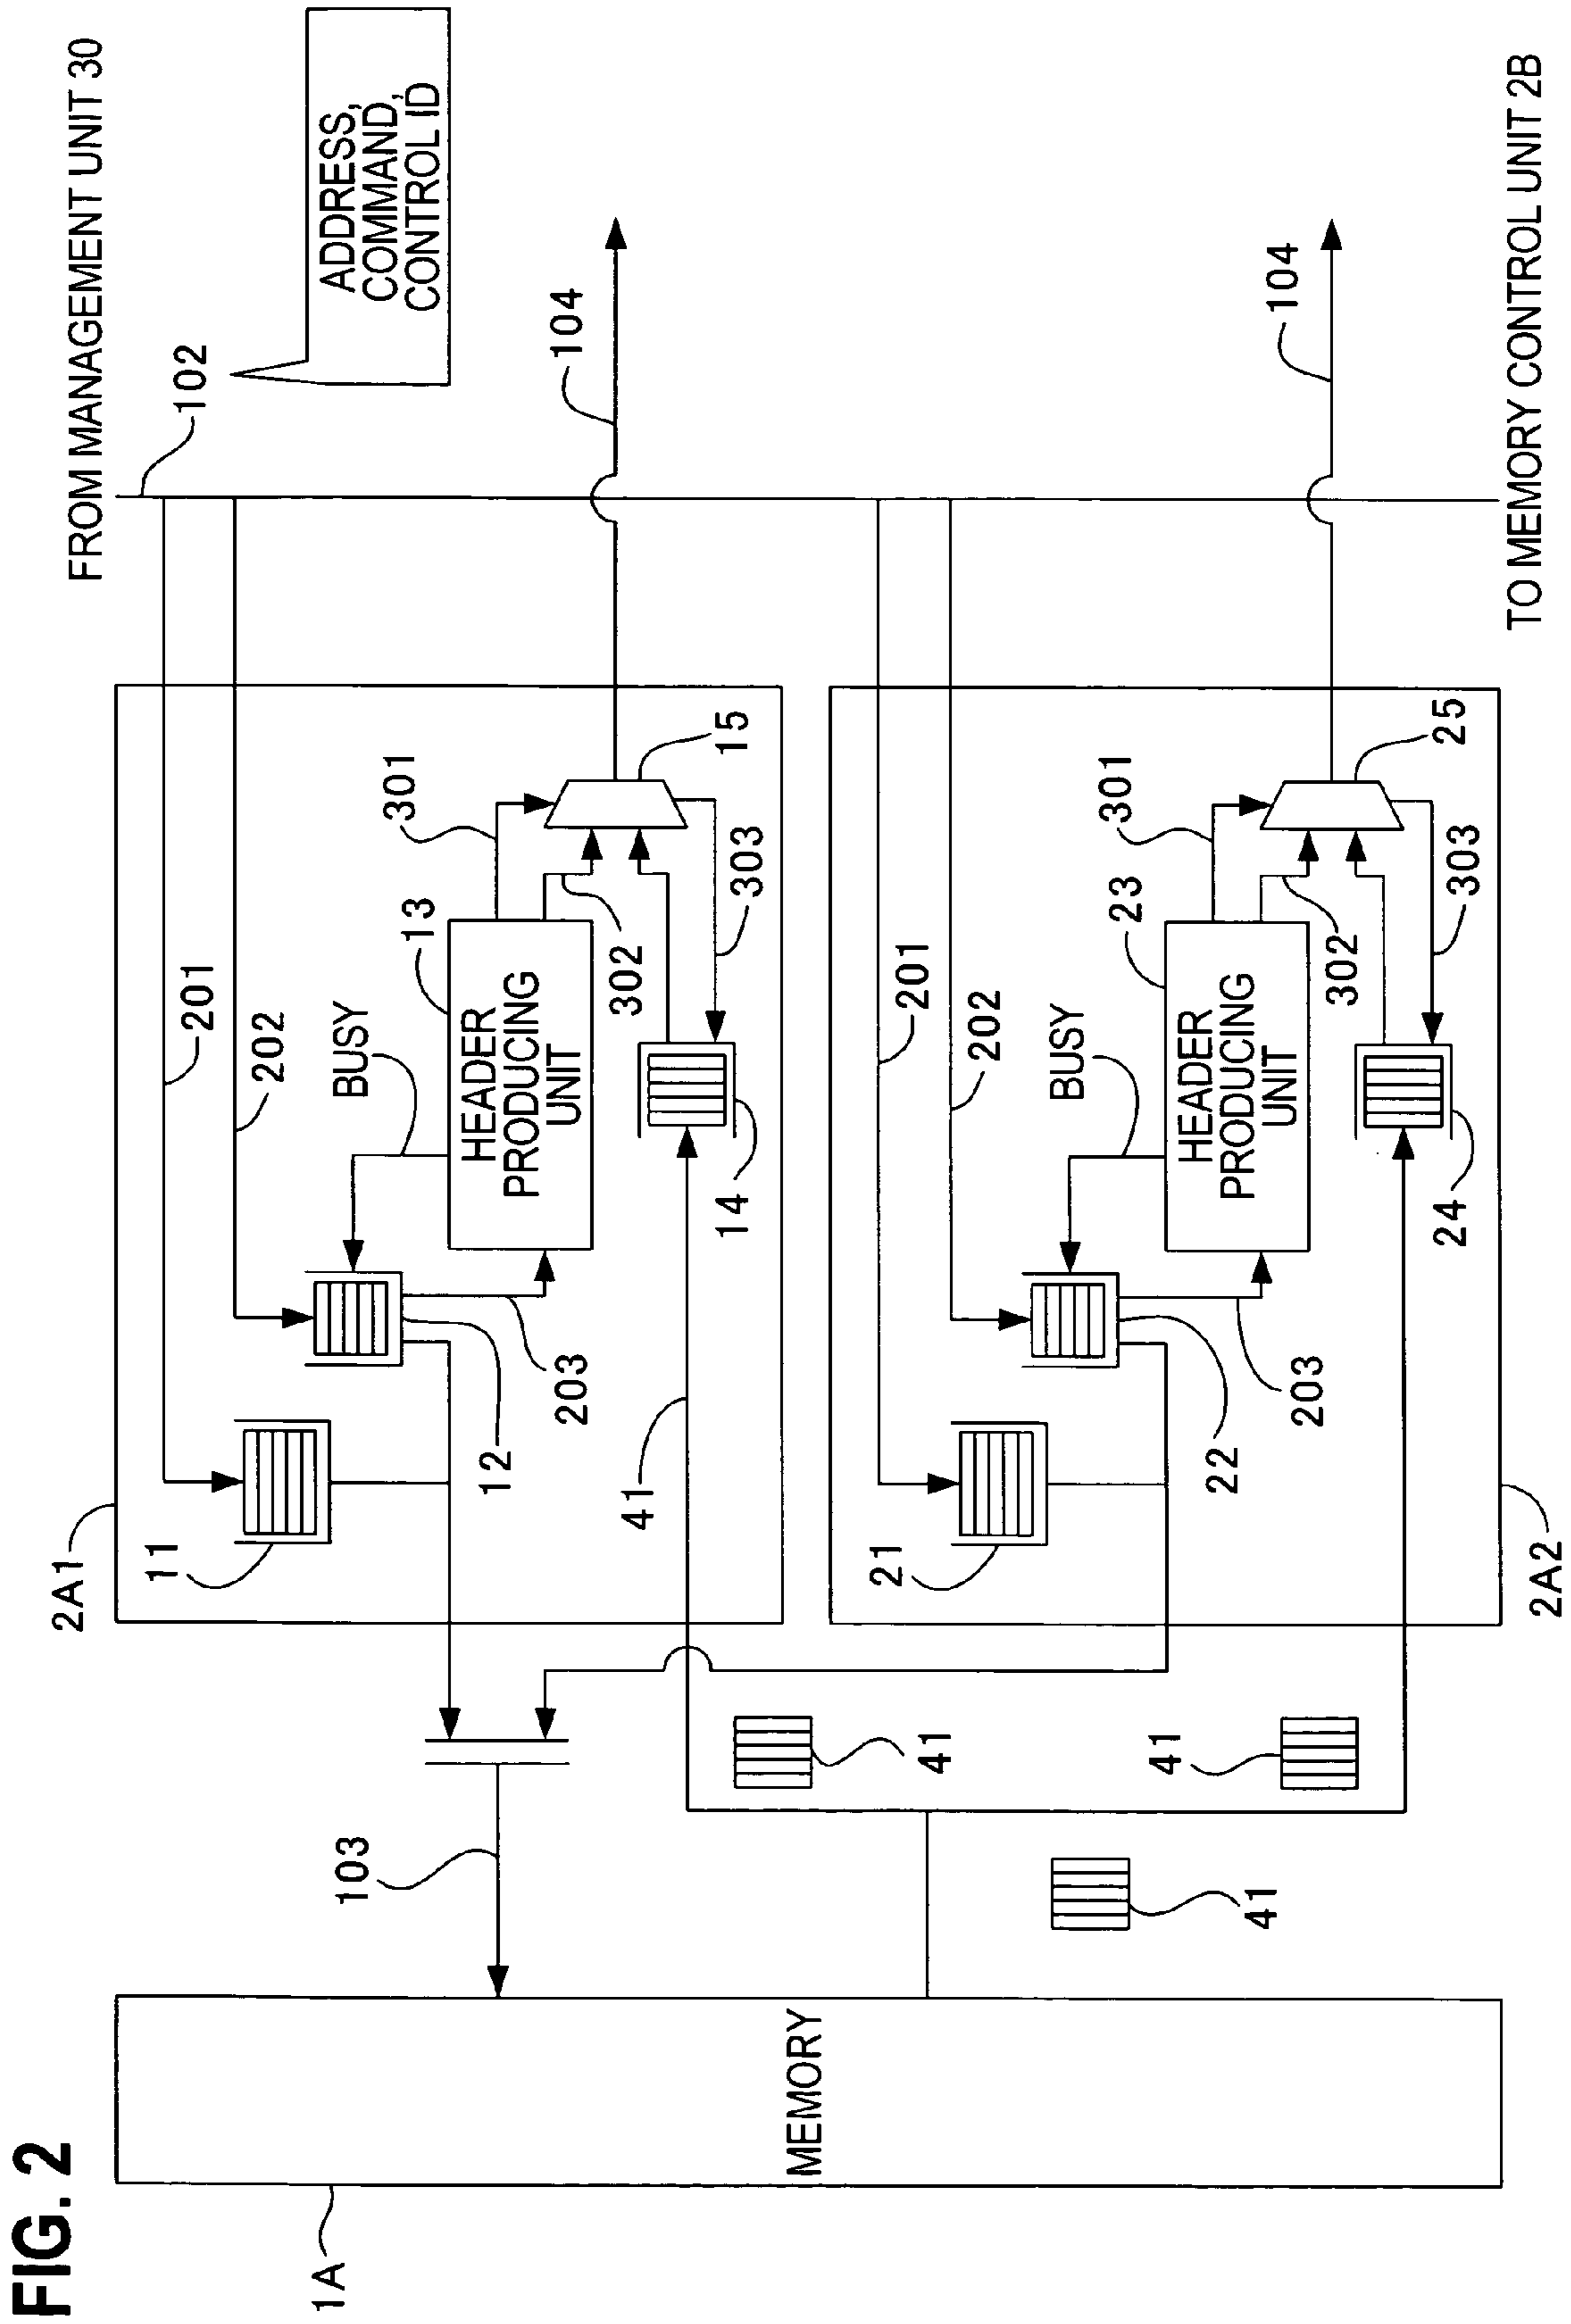 FIG. 2
FROM MANAGEMENT UNIT 30
102
ADDRESS,
COMMAND,
CONTROL ID
2A1
11
201
202
BUSY
103
12
203
13
HEADER
PRODUCING
UNIT
301
302
303
15
104
41
14
1A
MEMORY
41
41
41
21
201
202
BUSY
22
203
23
HEADER
PRODUCING
UNIT
301
302
303
25
104
24
2A2
TO MEMORY CONTROL UNIT 2B